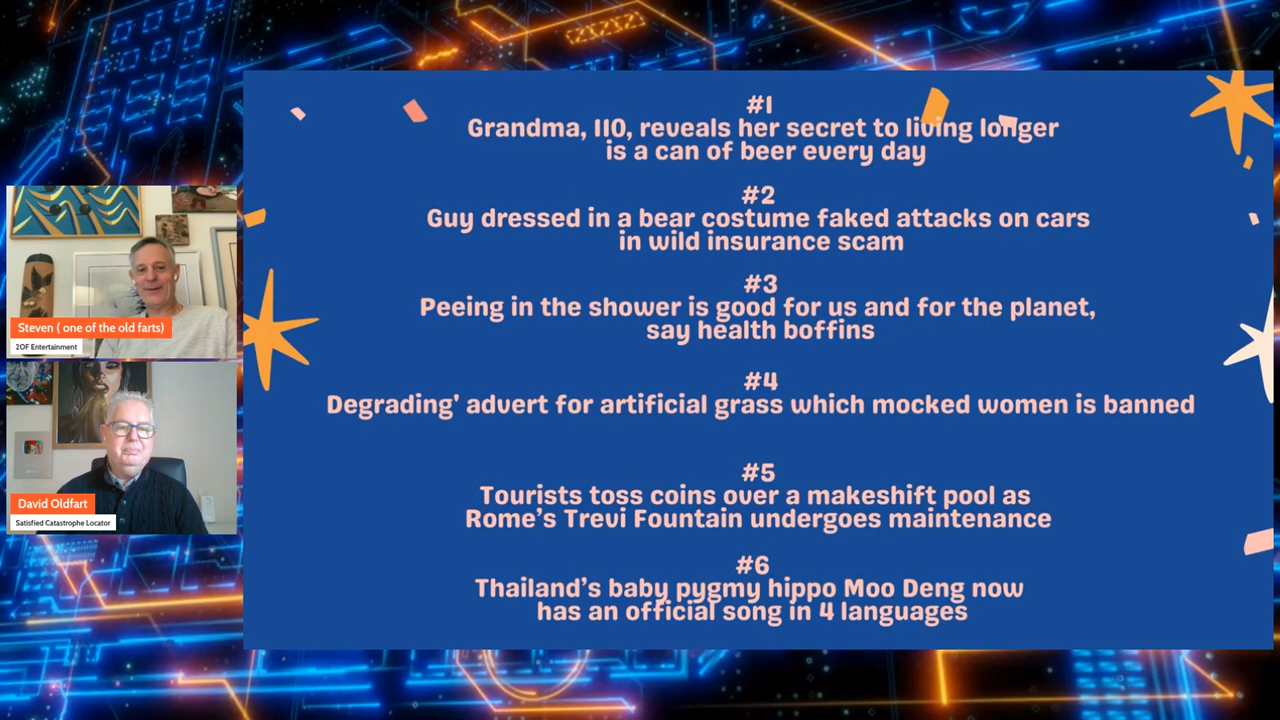 #1
Grandma, 110, reveals her secret to living longer
is a can of beer every day
#2
Guy dressed in a bear costume faked attacks on cars
in wild insurance scam
#3
Peeing in the shower is good for us and for the planet,
say health boffins
#4
Degrading' advert for artificial grass which mocked women is banned
#5
Tourists toss coins over a makeshift pool as
Rome's Trevi Fountain undergoes maintenance
#6
Thailand's baby pygmy hippo Moo Deng now
has an official song in 4 languages
Steven ( one of the old farts)
2OF Entertainment
David Oldfart
Satisfied Catastrophe Locator